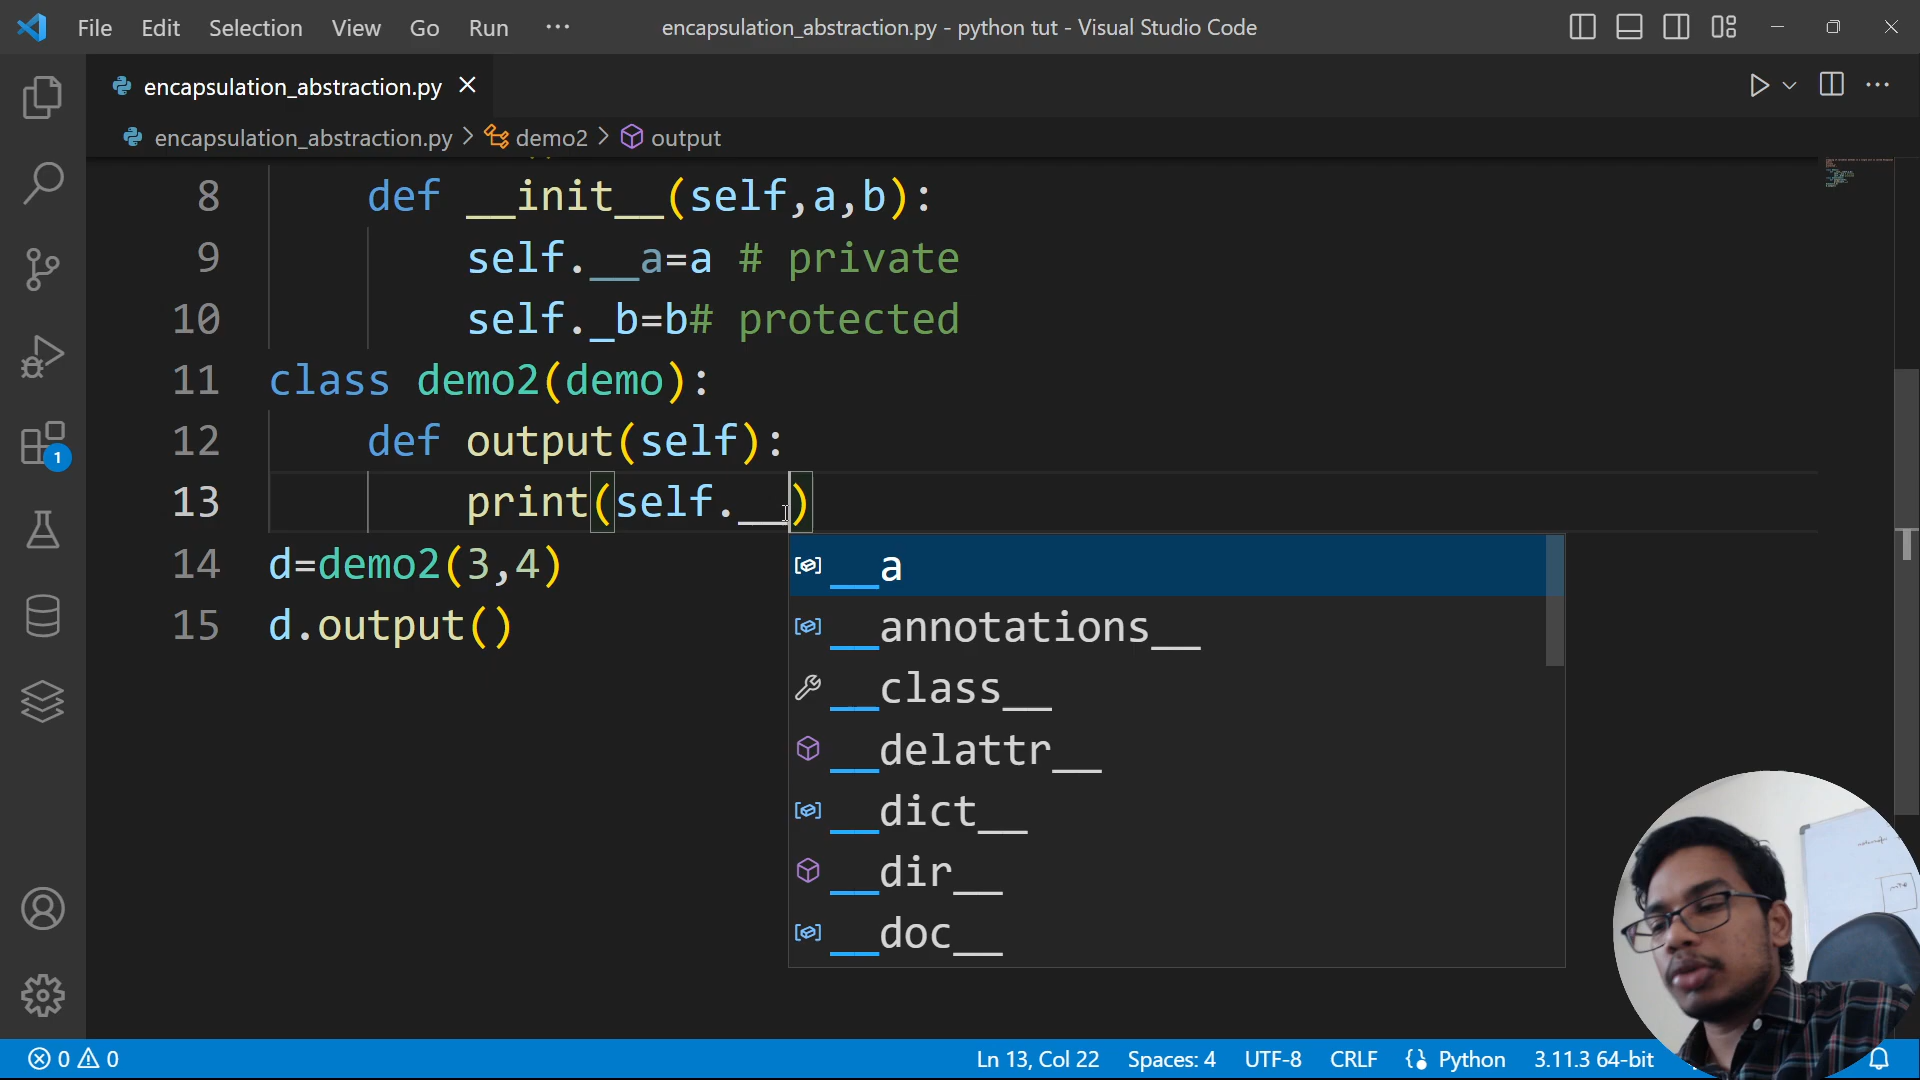 File Edit Selection View Go Run ··· encapsulation_abstraction.py - python tut - Visual Studio Code
encapsulation_abstraction.py
encapsulation_abstraction.py > demo2 > output
8 def __init__(self,a,b):
9 self.__a=a # private
10 self._b=b# protected
11 class demo2(demo):
12 def output(self):
13 print(self.__)
14 d=demo2(3,4)
15 d.output()
__a
__annotations__
__class__
__delattr__
__dict__
__dir__
__doc__
1
0 0 Ln 13, Col 22 Spaces: 4 UTF-8 CRLF Python 3.11.3 64-bit